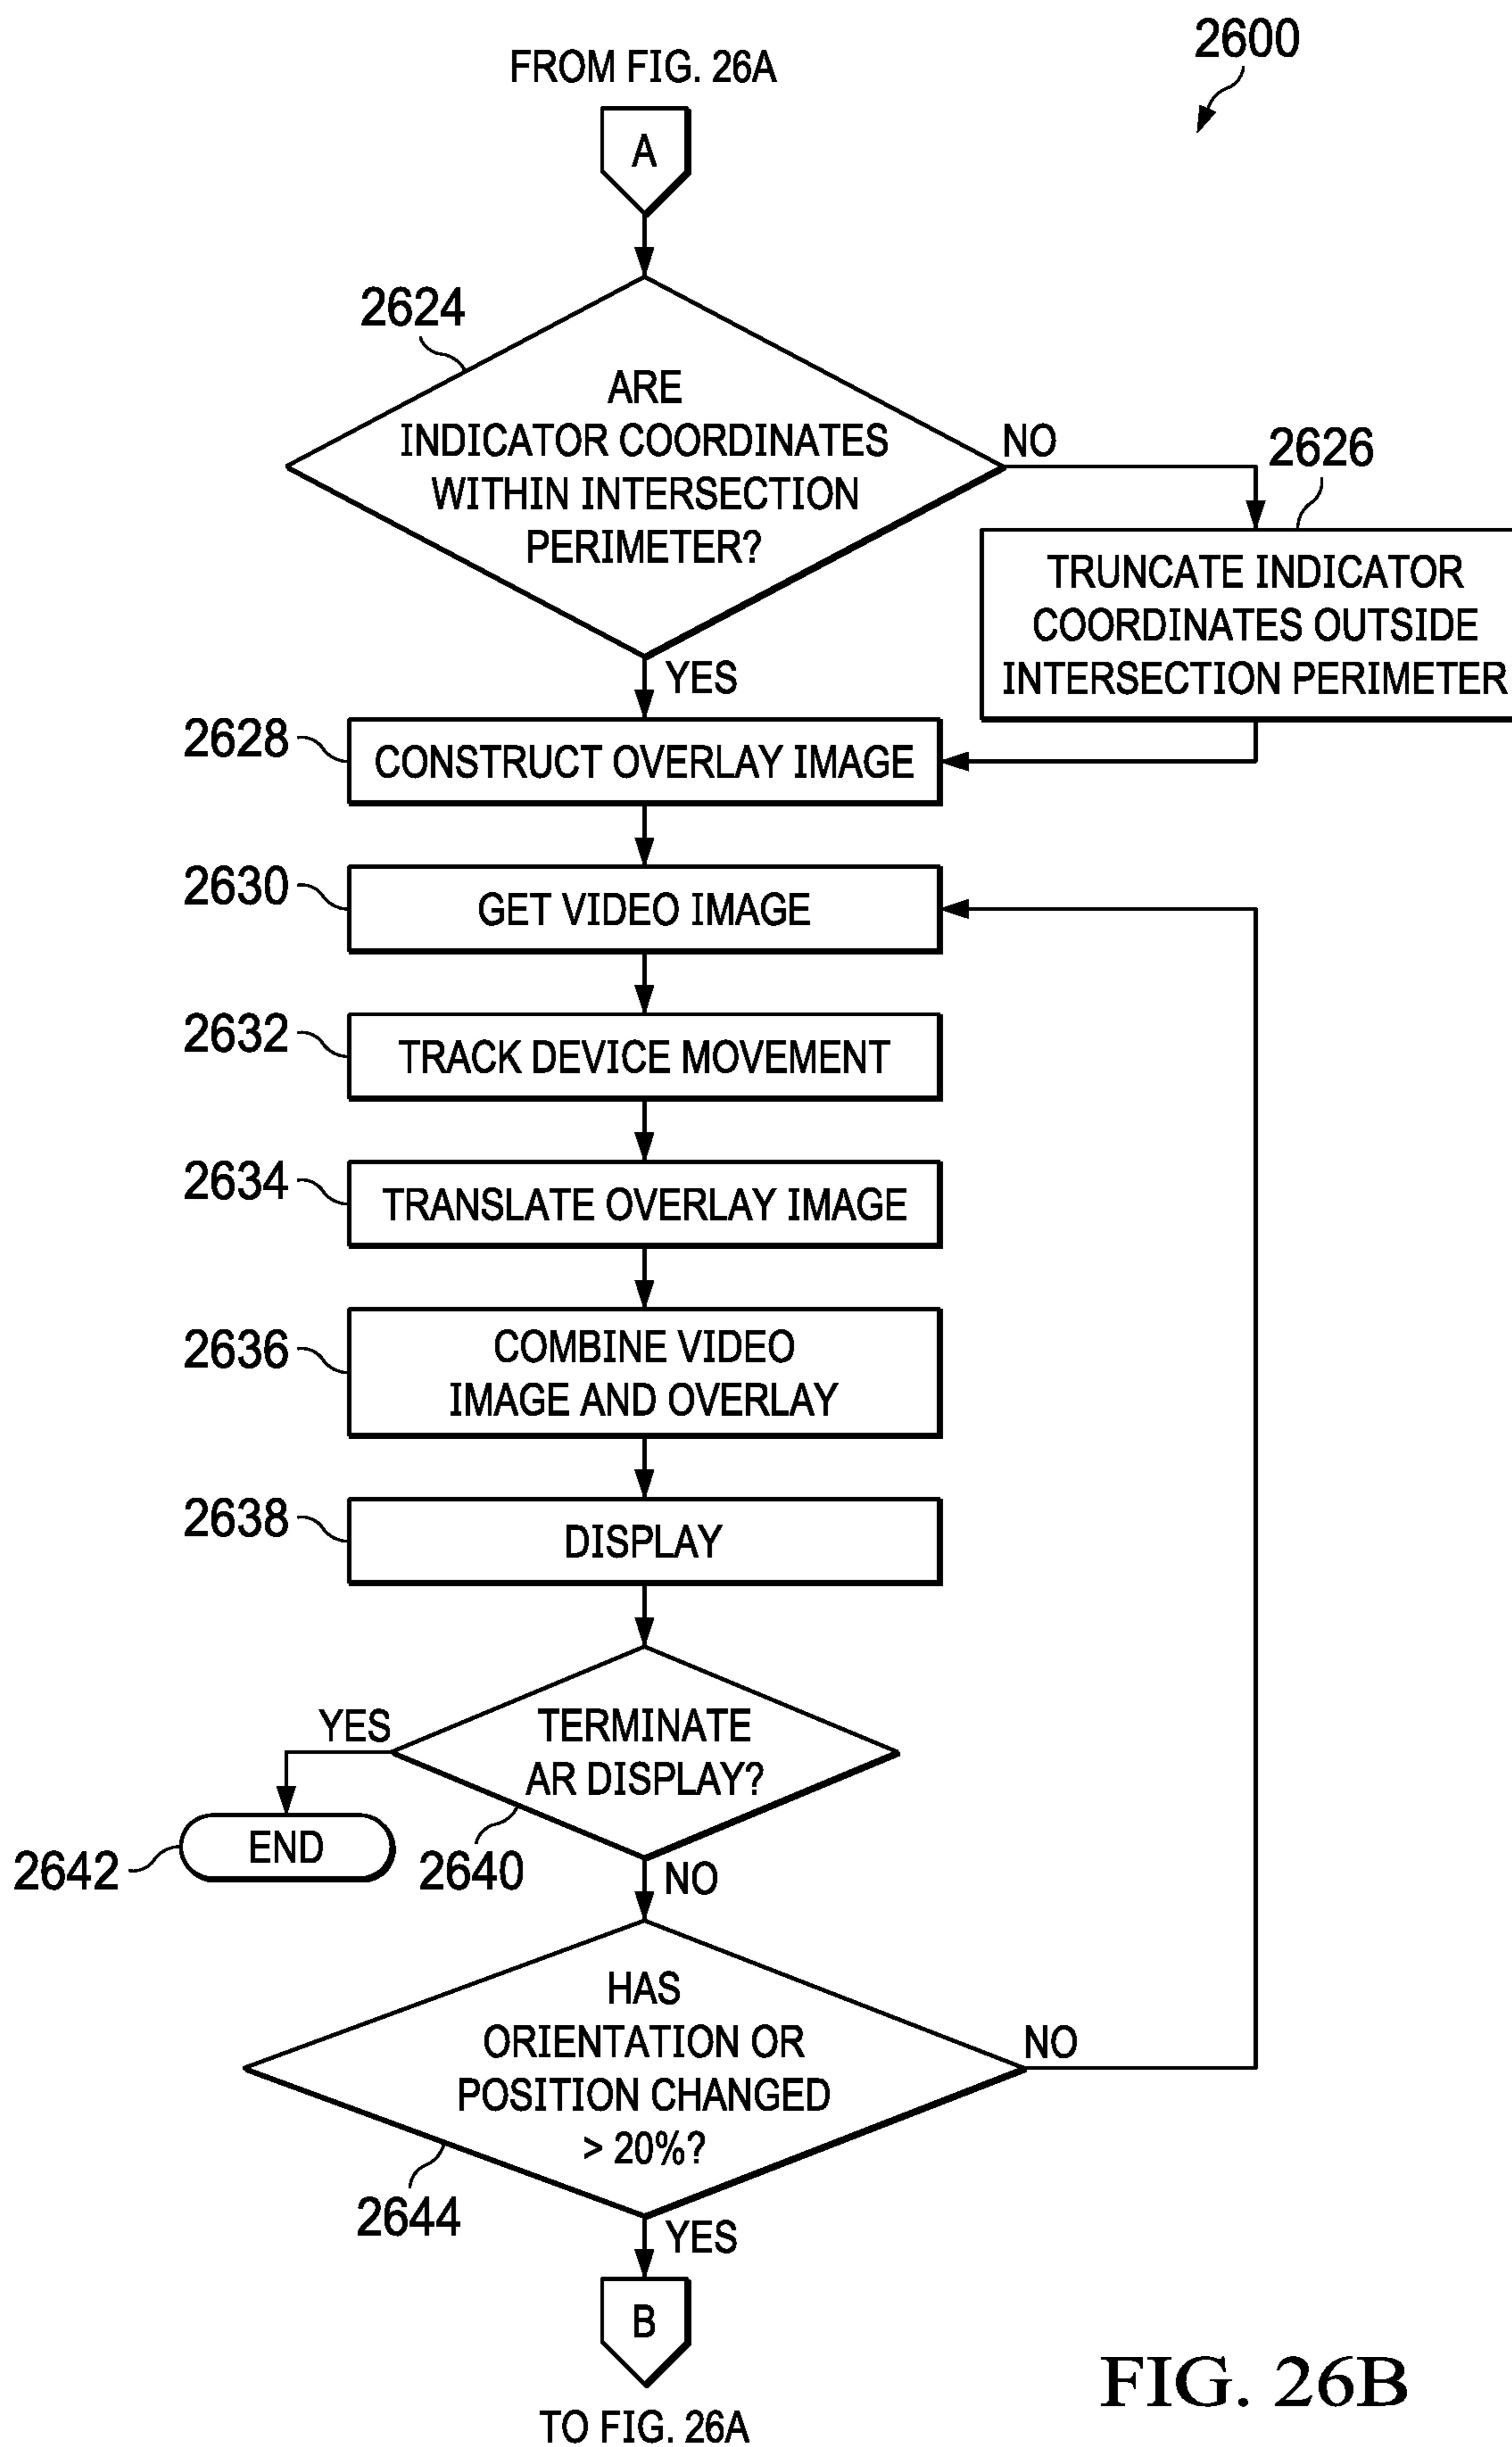 2600
FROM FIG. 26A
A
2624
ARE
INDICATOR COORDINATES
WITHIN INTERSECTION
PERIMETER?
NO
2626
TRUNCATE INDICATOR
COORDINATES OUTSIDE
INTERSECTION PERIMETER
YES
2628
CONSTRUCT OVERLAY IMAGE
2630
GET VIDEO IMAGE
2632
TRACK DEVICE MOVEMENT
2634
TRANSLATE OVERLAY IMAGE
2636
COMBINE VIDEO
IMAGE AND OVERLAY
2638
DISPLAY
YES
TERMINATE
AR DISPLAY?
END
2642
2640
NO
HAS
ORIENTATION OR
POSITION CHANGED
> 20%?
NO
2644
YES
B
TO FIG. 26A
FIG. 26B